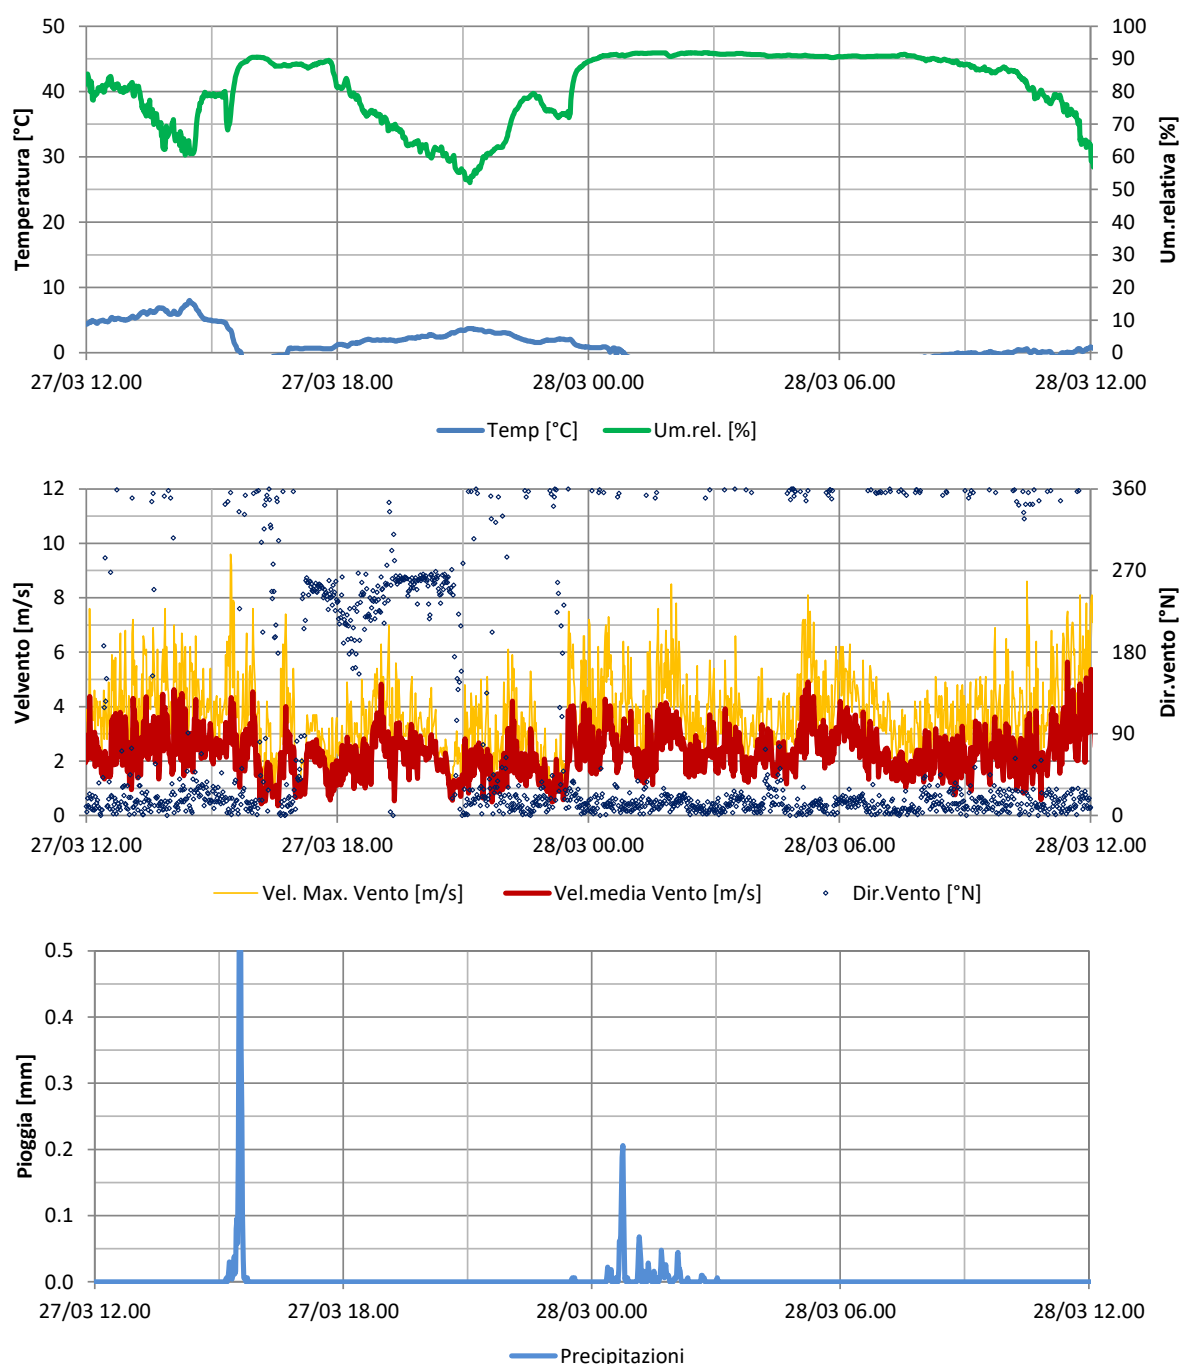 50 100
90
40 80
70
30 60
50
20 40
30
10 20
10
0 0
Temperatura [°C]
Um.relativa [%]
27/03 12.00 27/03 18.00 28/03 00.00 28/03 06.00 28/03 12.00
Temp [°C] Um.rel. [%]
12 360
10
270
8
6 180
4
90
2
0 0
Velvento [m/s]
Dir.vento [°N]
27/03 12.00 27/03 18.00 28/03 00.00 28/03 06.00 28/03 12.00
Vel. Max. Vento [m/s] Vel.media Vento [m/s] Dir.Vento [°N]
0.5
0.4
0.3
0.2
0.1
0.0
Pioggia [mm]
27/03 12.00 27/03 18.00 28/03 00.00 28/03 06.00 28/03 12.00
Precipitazioni